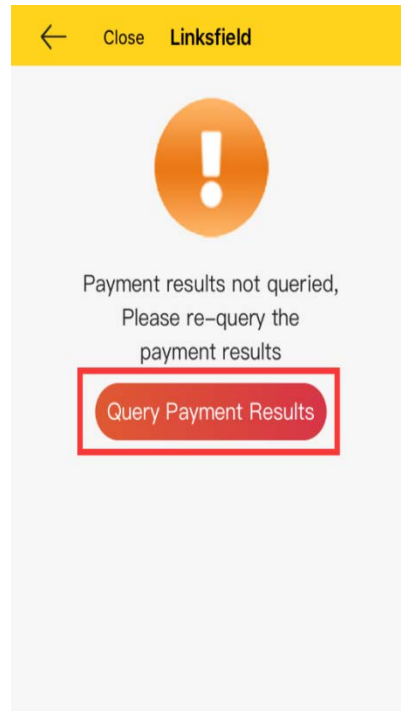 Close Linksfield
Payment results not queried,
Please re-query the
payment results
Query Payment Results